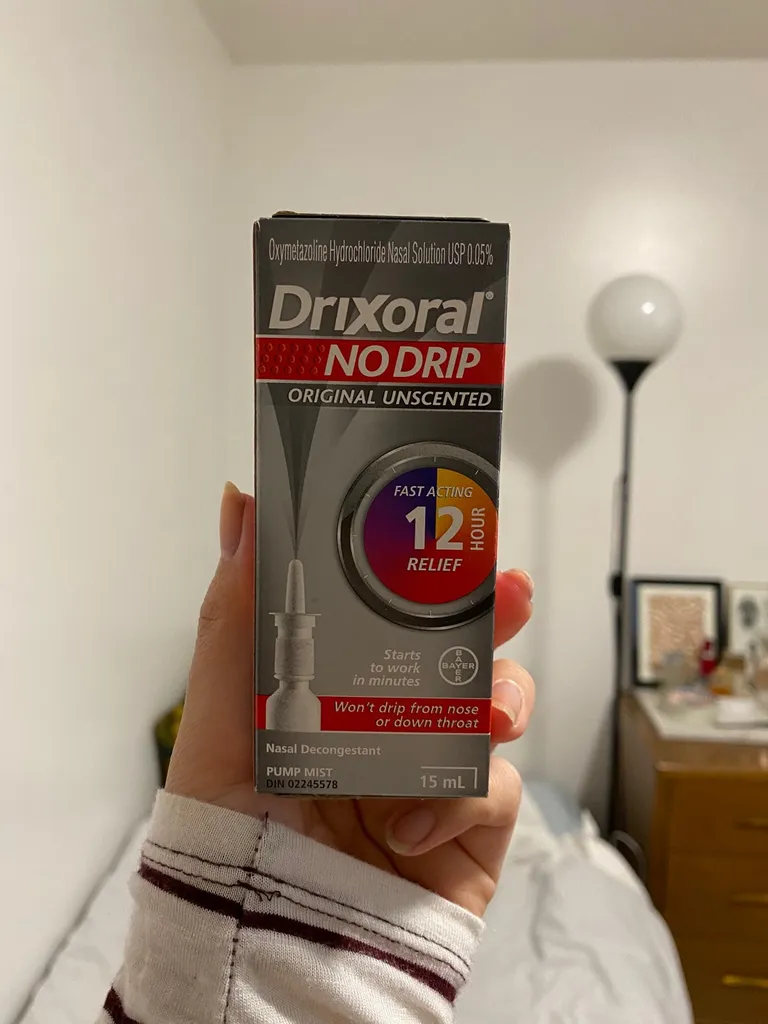 Oxymetazoline Hydrochloride Nasal Solution USP 0.05%
Drixoral®
NO DRIP
ORIGINAL UNSCENTED
FAST ACTING
12 HOUR
RELIEF
Starts
to work
in minutes
BAYER
BAYER
Won't drip from nose
or down throat
Nasal Decongestant
PUMP MIST
DIN 02245578
15 mL